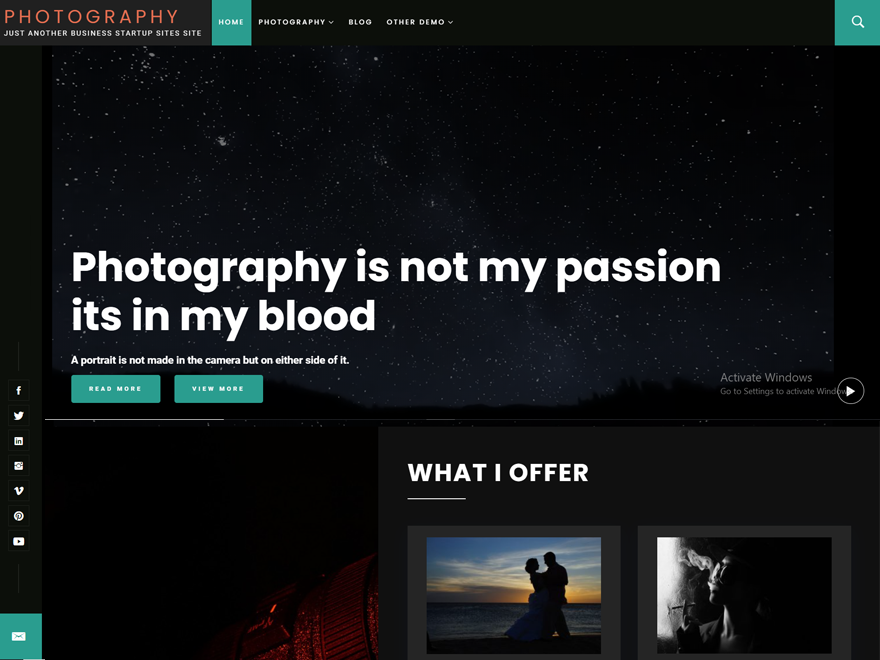 PHOTOGRAPHY
JUST ANOTHER BUSINESS STARTUP SITES SITE
HOME PHOTOGRAPHY BLOG OTHER DEMO
Photography is not my passion
its in my blood
A portrait is not made in the camera but on either side of it.
READ MORE VIEW MORE
Activate Windows
Go to Settings to activate Windows
WHAT I OFFER